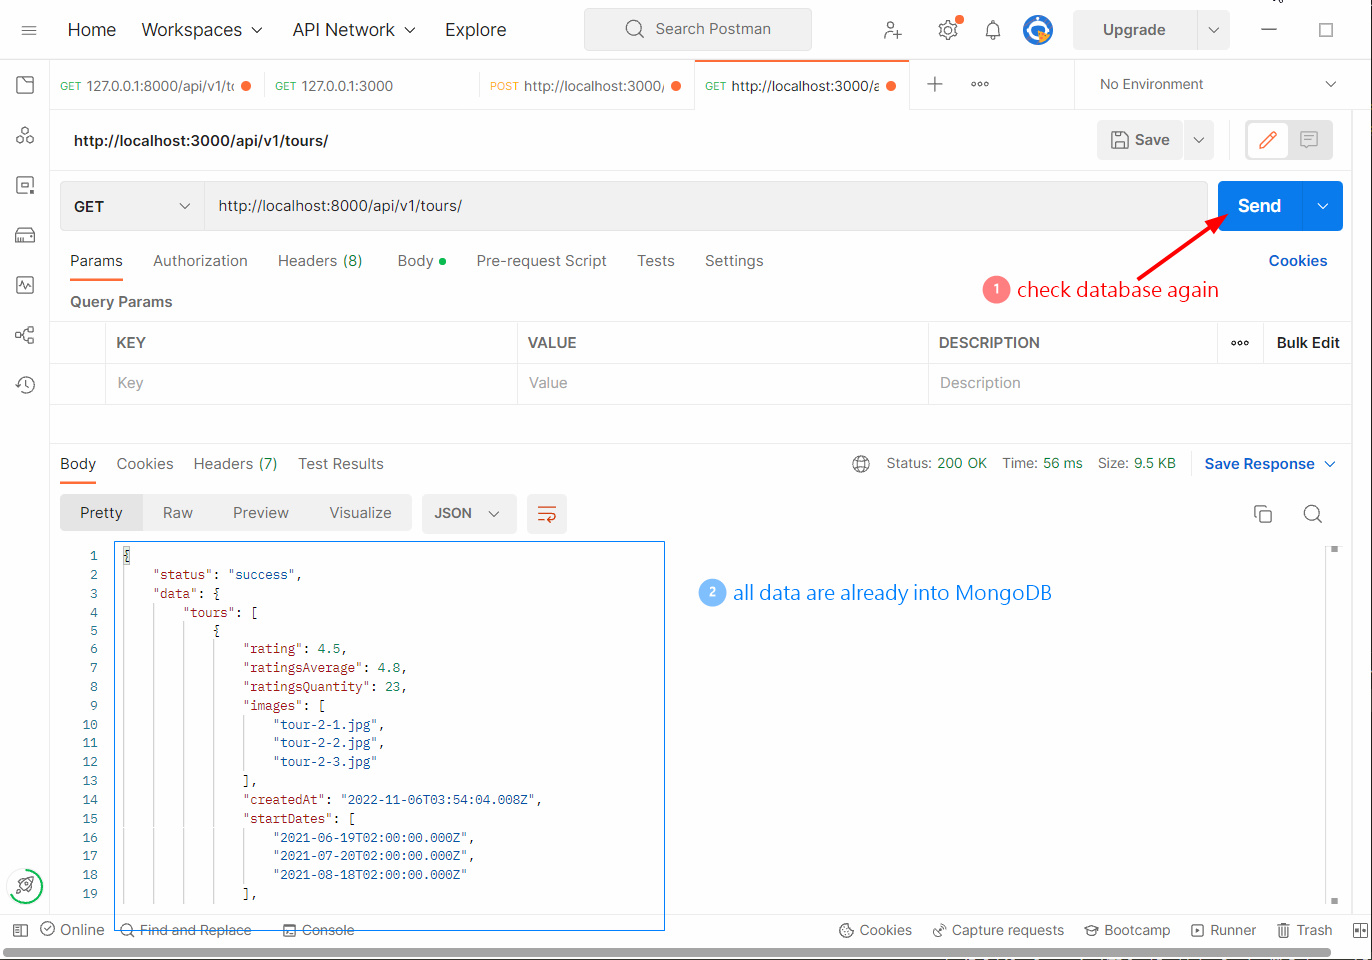 Home Workspaces API Network Explore Search Postman Upgrade
GET 127.0.0.1:8000/api/v1/to GET 127.0.0.1:3000 POST http://localhost:3000/ GET http://localhost:3000/a No Environment
http://localhost:3000/api/v1/tours/ Save
GET http://localhost:8000/api/v1/tours/ Send
Params Authorization Headers (8) Body Pre-request Script Tests Settings Cookies
1 check database again
Query Params
KEY VALUE DESCRIPTION Bulk Edit
Key Value Description
Body Cookies Headers (7) Test Results Status: 200 OK Time: 56 ms Size: 9.5 KB Save Response
Pretty Raw Preview Visualize JSON
1 {
2 "status": "success",
2 all data are already into MongoDB
3 "data": {
4 "tours": [
5 {
6 "rating": 4.5,
7 "ratingsAverage": 4.8,
8 "ratingsQuantity": 23,
9 "images": [
10 "tour-2-1.jpg",
11 "tour-2-2.jpg",
12 "tour-2-3.jpg"
13 ],
14 "createdAt": "2022-11-06T03:54:04.008Z",
15 "startDates": [
16 "2021-06-19T02:00:00.000Z",
17 "2021-07-20T02:00:00.000Z",
18 "2021-08-18T02:00:00.000Z"
19 ],
Online Find and Replace Console Cookies Capture requests Bootcamp Runner Trash